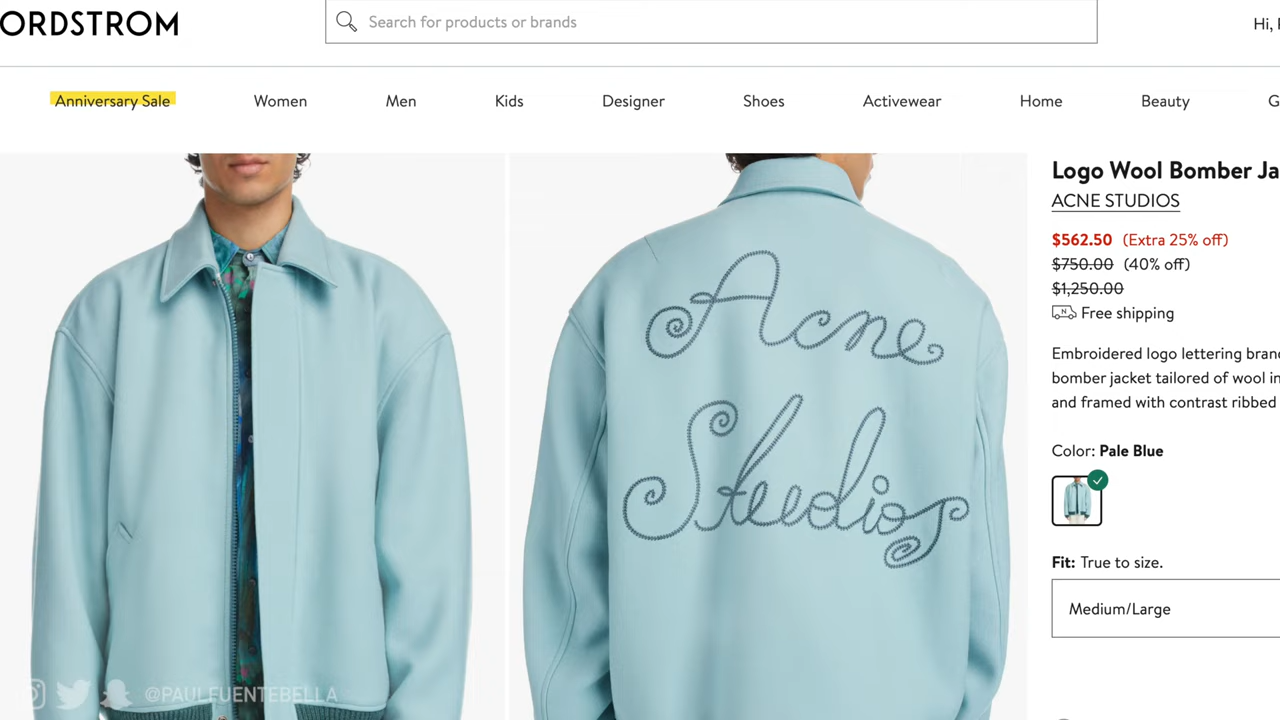 ORDSTROM
Search for products or brands
Hi,
Anniversary Sale Women Men Kids Designer Shoes Activewear Home Beauty G
Acne
Studios
Logo Wool Bomber Ja
ACNE STUDIOS
$562.50 (Extra 25% off)
$750.00 (40% off)
$1,250.00
N Free shipping
Embroidered logo lettering bran
bomber jacket tailored of wool in
and framed with contrast ribbed
Color: Pale Blue
Fit: True to size.
Medium/Large
@PAULFUENTEBELLA